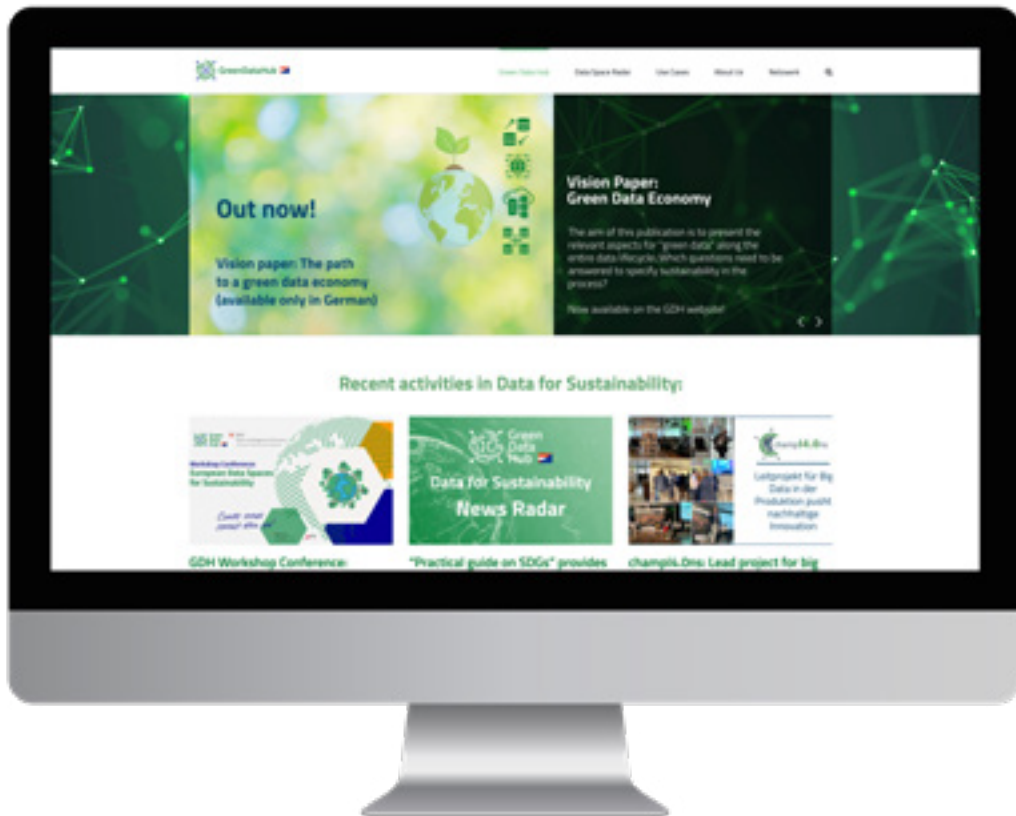 GreenDataHub
Green Data Hub
Data Space Radar
Use Cases
About Us
Network
Out now!
Vision paper: The path
to a green data economy
(available only in German)
Vision Paper:
Green Data Economy
The aim of this publication is to present the
relevant aspects for "green data" along the
entire data lifecycle. Which questions need to be
answered to specify sustainability in the
process?
Now available on the GDH website!
Recent activities in Data for Sustainability:
Workshop Conference:
European Data Spaces
for Sustainability
Green
Data
Hub
Data for Sustainability
News Radar
champI4.0ns
Leitprojekt für Big
Data in der
Produktion pusht
nachhaltige
Innovation
GDH Workshop Conference:
"Practical guide on SDGs" provides
champI4.0ns: Lead project for big